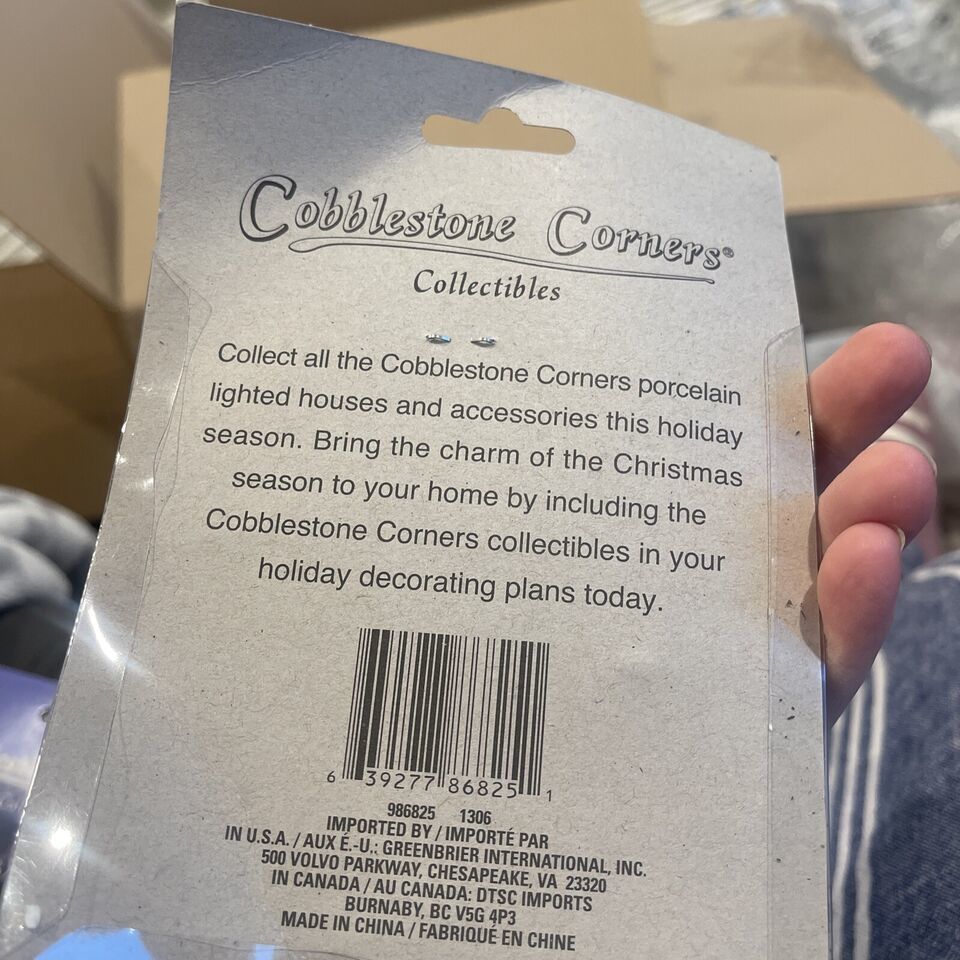 Cobblestone Corners®
Collectibles
Collect all the Cobblestone Corners porcelain
lighted houses and accessories this holiday
season. Bring the charm of the Christmas
season to your home by including the
Cobblestone Corners collectibles in your
holiday decorating plans today.
6 39277 86825 1
986825 1306
IMPORTED BY / IMPORTÉ PAR
IN U.S.A. / AUX É.-U.: GREENBRIER INTERNATIONAL, INC.
500 VOLVO PARKWAY, CHESAPEAKE, VA 23320
IN CANADA / AU CANADA: DTSC IMPORTS
BURNABY, BC V5G 4P3
MADE IN CHINA / FABRIQUÉ EN CHINE